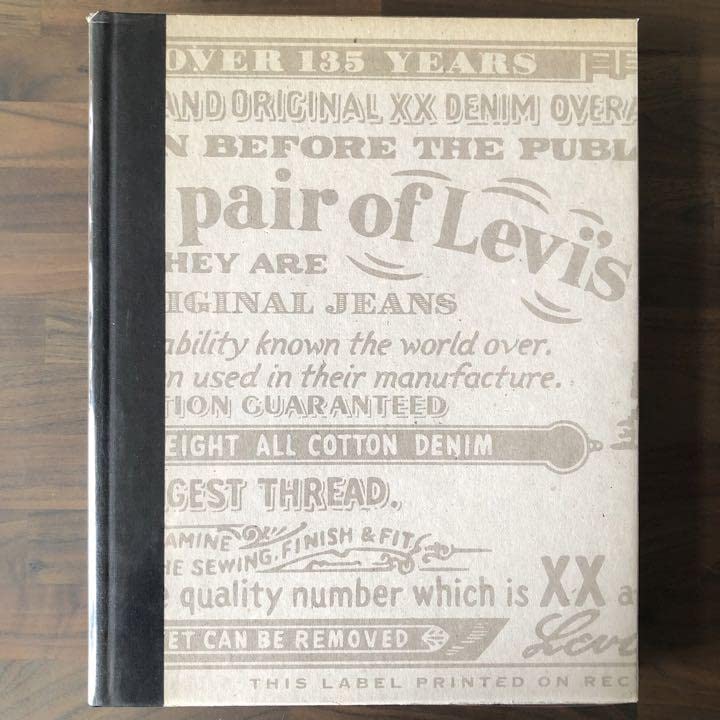 OVER 135 YEARS
AND ORIGINAL XX DENIM OVERA
N BEFORE THE PUBL
pair of Levi's
HEY ARE
IGINAL JEANS
ability known the world over.
n used in their manufacture.
TION GUARANTEED
EIGHT ALL COTTON DENIM
GEST THREAD.
AMINE
HE SEWING, FINISH & FIT
quality number which is XX a
ET CAN BE REMOVED
Levi
THIS LABEL PRINTED ON REC